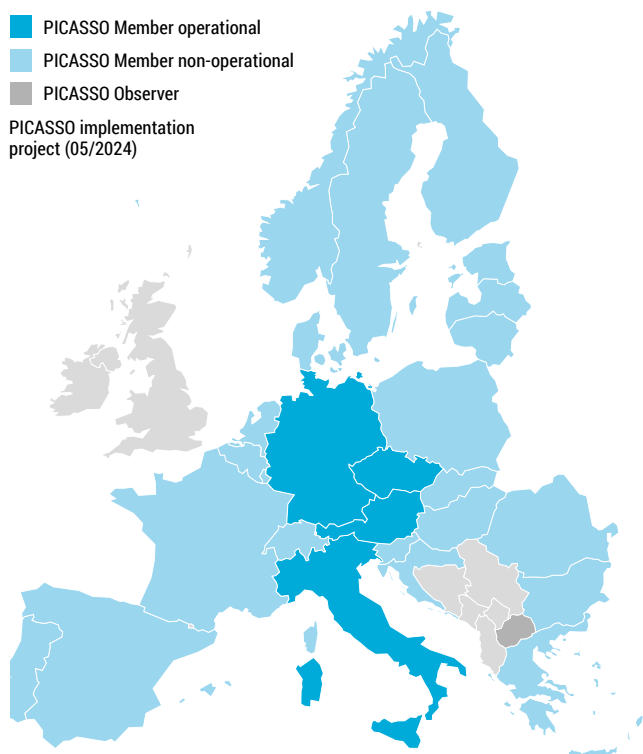 PICASSO Member operational
PICASSO Member non-operational
PICASSO Observer
PICASSO implementation
project (05/2024)